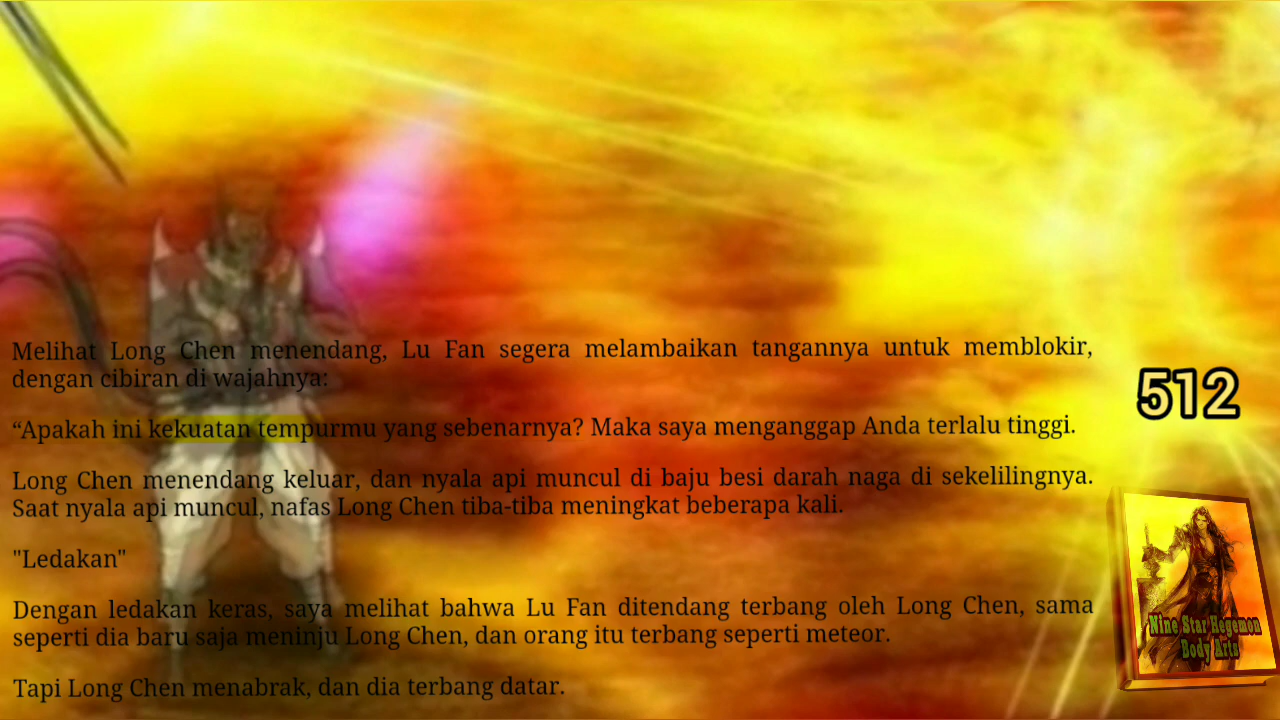 Melihat Long Chen menendang, Lu Fan segera melambaikan tangannya untuk memblokir,
dengan cibiran di wajahnya:
“Apakah ini kekuatan tempurmu yang sebenarnya? Maka saya menganggap Anda terlalu tinggi.
Long Chen menendang keluar, dan nyala api muncul di baju besi darah naga di sekelilingnya.
Saat nyala api muncul, nafas Long Chen tiba-tiba meningkat beberapa kali.
"Ledakan"
Dengan ledakan keras, saya melihat bahwa Lu Fan ditendang terbang oleh Long Chen, sama
seperti dia baru saja meninju Long Chen, dan orang itu terbang seperti meteor.
Tapi Long Chen menabrak, dan dia terbang datar.
512
Nine Star Hegemon
Body Arts